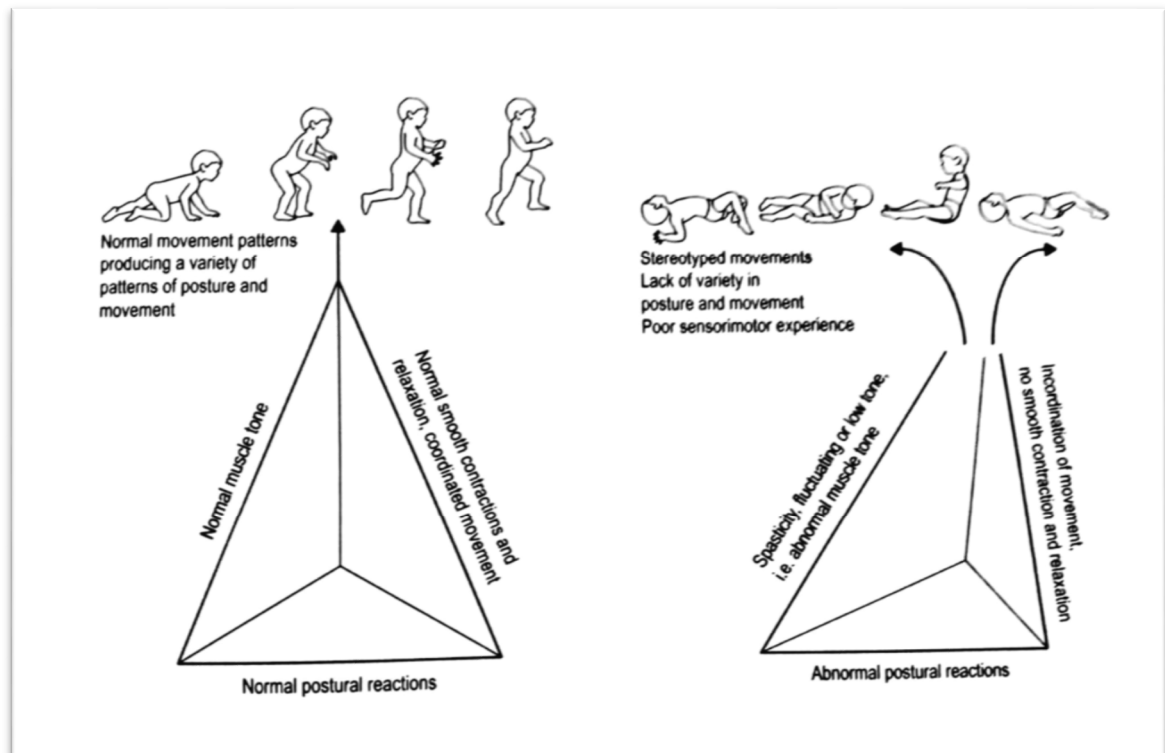 Normal movement patterns
producing a variety of
patterns of posture and
movement
Normal muscle tone
Normal smooth contractions and
relaxation, coordinated movement
Normal postural reactions
Stereotyped movements
Lack of variety in
posture and movement
Poor sensorimotor experience
Spasticity, fluctuating or low tone,
i.e. abnormal muscle tone
Incordination of movement,
no smooth contraction and relaxation
Abnormal postural reactions